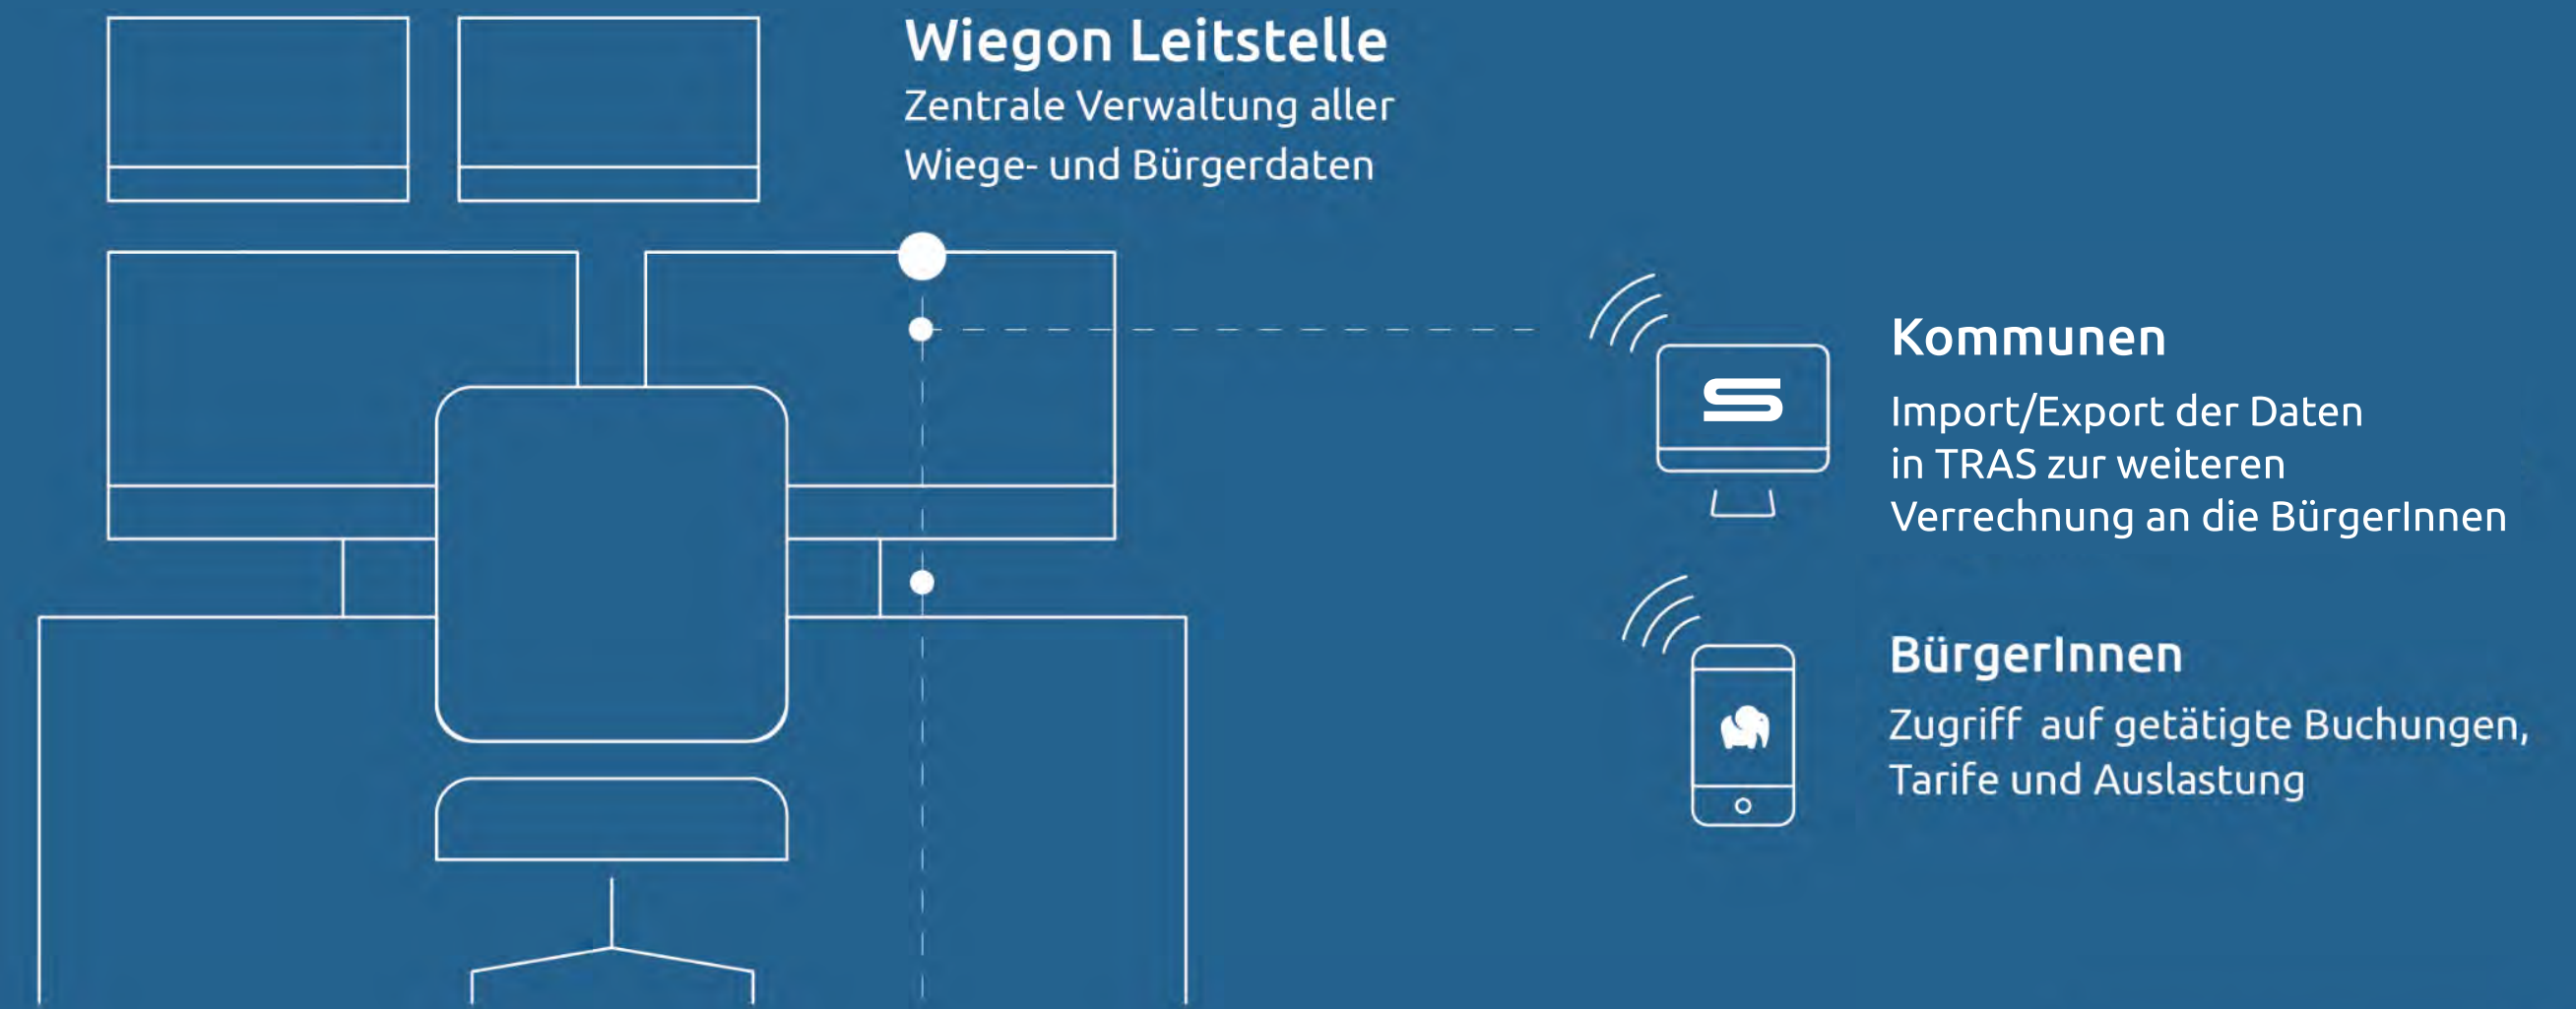 Wiegon Leitstelle
Zentrale Verwaltung aller
Wiege- und Bürgerdaten
Kommunen
Import/Export der Daten
in TRAS zur weiteren
Verrechnung an die BürgerInnen
BürgerInnen
Zugriff auf getätigte Buchungen,
Tarife und Auslastung